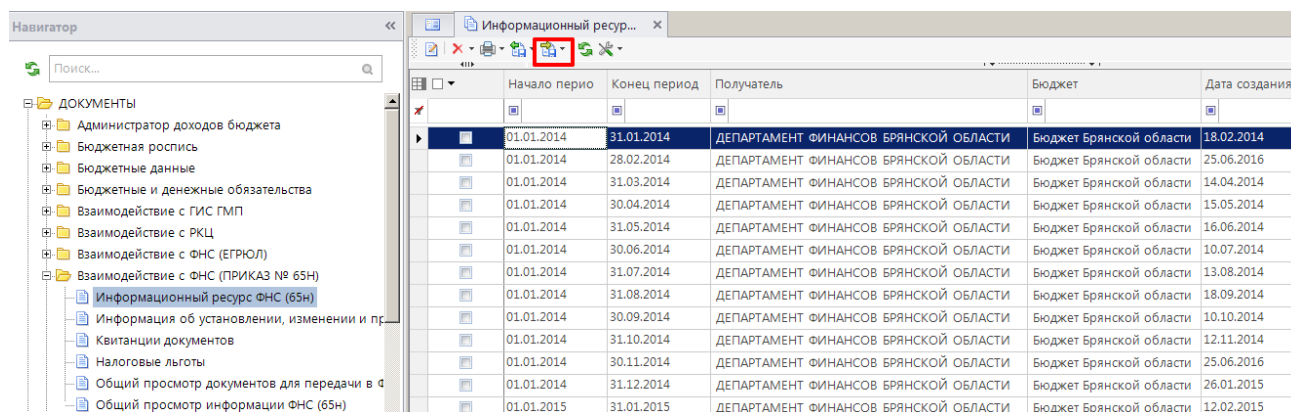 Навигатор
Поиск...
ДОКУМЕНТЫ
Администратор доходов бюджета
Бюджетная роспись
Бюджетные данные
Бюджетные и денежные обязательства
Взаимодействие с ГИС ГМП
Взаимодействие с РКЦ
Взаимодействие с ФНС (ЕГРЮЛ)
Взаимодействие с ФНС (ПРИКАЗ № 65Н)
Информационный ресурс ФНС (65н)
Информация об установлении, изменении и пр
Квитанции документов
Налоговые льготы
Общий просмотр документов для передачи в Ф
Общий просмотр информации ФНС (65н)
Информационный ресур...
Начало перио Конец период Получатель Бюджет Дата создания
01.01.2014 31.01.2014 ДЕПАРТАМЕНТ ФИНАНСОВ БРЯНСКОЙ ОБЛАСТИ Бюджет Брянской области 18.02.2014
01.01.2014 28.02.2014 ДЕПАРТАМЕНТ ФИНАНСОВ БРЯНСКОЙ ОБЛАСТИ Бюджет Брянской области 25.06.2016
01.01.2014 31.03.2014 ДЕПАРТАМЕНТ ФИНАНСОВ БРЯНСКОЙ ОБЛАСТИ Бюджет Брянской области 14.04.2014
01.01.2014 30.04.2014 ДЕПАРТАМЕНТ ФИНАНСОВ БРЯНСКОЙ ОБЛАСТИ Бюджет Брянской области 15.05.2014
01.01.2014 31.05.2014 ДЕПАРТАМЕНТ ФИНАНСОВ БРЯНСКОЙ ОБЛАСТИ Бюджет Брянской области 16.06.2014
01.01.2014 30.06.2014 ДЕПАРТАМЕНТ ФИНАНСОВ БРЯНСКОЙ ОБЛАСТИ Бюджет Брянской области 10.07.2014
01.01.2014 31.07.2014 ДЕПАРТАМЕНТ ФИНАНСОВ БРЯНСКОЙ ОБЛАСТИ Бюджет Брянской области 13.08.2014
01.01.2014 31.08.2014 ДЕПАРТАМЕНТ ФИНАНСОВ БРЯНСКОЙ ОБЛАСТИ Бюджет Брянской области 18.09.2014
01.01.2014 30.09.2014 ДЕПАРТАМЕНТ ФИНАНСОВ БРЯНСКОЙ ОБЛАСТИ Бюджет Брянской области 10.10.2014
01.01.2014 31.10.2014 ДЕПАРТАМЕНТ ФИНАНСОВ БРЯНСКОЙ ОБЛАСТИ Бюджет Брянской области 12.11.2014
01.01.2014 30.11.2014 ДЕПАРТАМЕНТ ФИНАНСОВ БРЯНСКОЙ ОБЛАСТИ Бюджет Брянской области 25.06.2016
01.01.2014 31.12.2014 ДЕПАРТАМЕНТ ФИНАНСОВ БРЯНСКОЙ ОБЛАСТИ Бюджет Брянской области 26.01.2015
01.01.2015 31.01.2015 ДЕПАРТАМЕНТ ФИНАНСОВ БРЯНСКОЙ ОБЛАСТИ Бюджет Брянской области 12.02.2015